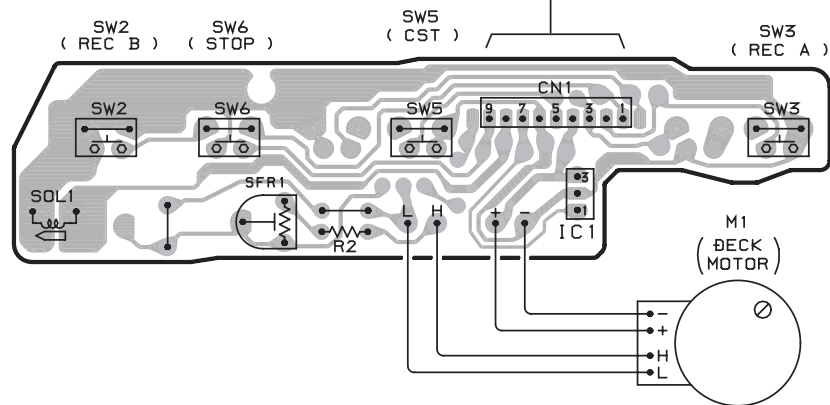 SW2
( REC B )
SW6
( STOP )
SW5
( CST )
SW3
( REC A )
SW2
SW6
SW5
CN1
9 7 5 3 1
SW3
SOL1
SFR1
R2
L H + -
3
1
IC1
M1
( DECK
MOTOR )
-
+
H
L